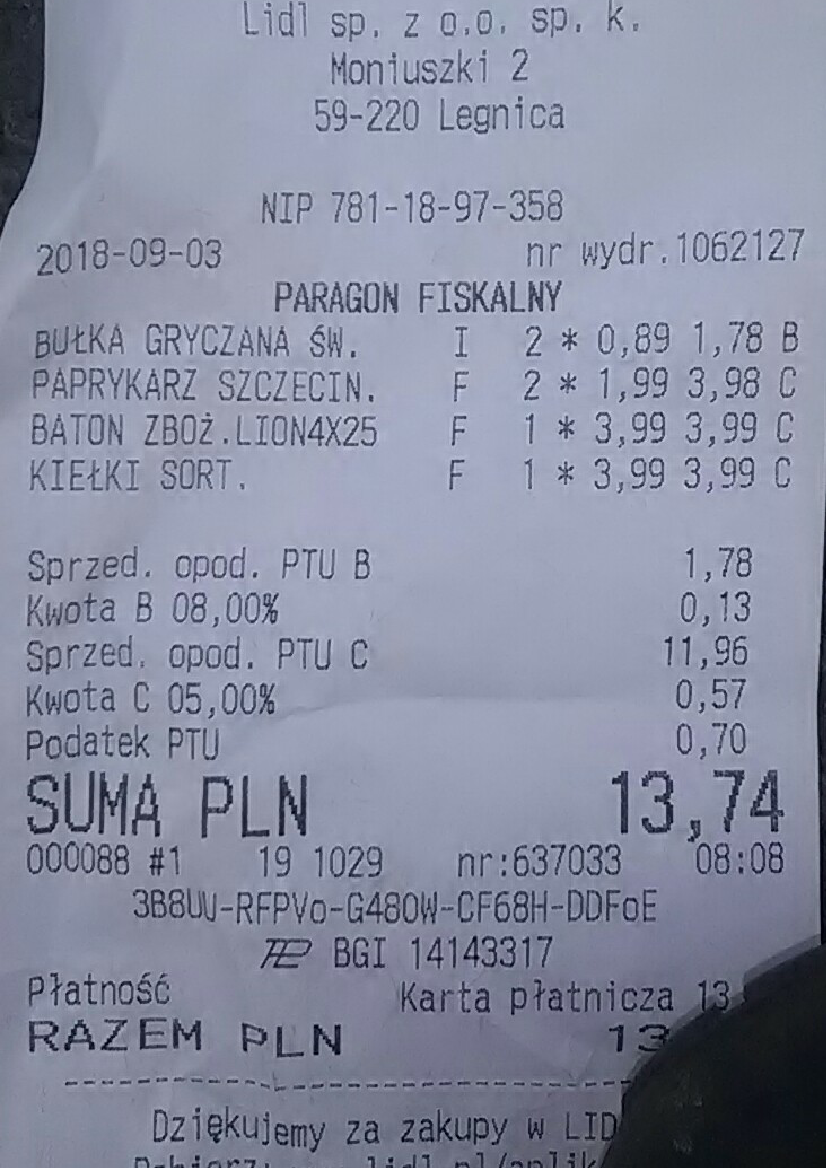 Lidl sp. z o.o. sp. k.
Moniuszki 2
59-220 Legnica
NIP 781-18-97-358
2018-09-03 nr wydr.1062127
PARAGON FISKALNY
BUŁKA GRYCZANA ŚW. I 2 * 0,89 1,78 B
PAPRYKARZ SZCZECIN. F 2 * 1,99 3,98 C
BATON ZBOŻ.LION4X25 F 1 * 3,99 3,99 C
KIEŁKI SORT. F 1 * 3,99 3,99 C
Sprzed. opod. PTU B 1,78
Kwota B 08,00% 0,13
Sprzed. opod. PTU C 11,96
Kwota C 05,00% 0,57
Podatek PTU 0,70
SUMA PLN 13,74
000088 #1 19 1029 nr:637033 08:08
3B8UV-RFPVo-G480W-CF68H-DDFoE
BGI 14143317
Płatność Karta płatnicza 13
RAZEM PLN 13
Dziękujemy za zakupy w LID